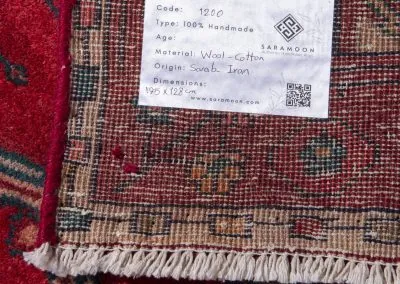 Code: 1200
Type: 100% Handmade
SARAMOON
Age:
Material: Wool-Cotton
Origin: Sarab-Iran
Dimensions:
195 x 128 cm
www.saramoon.com